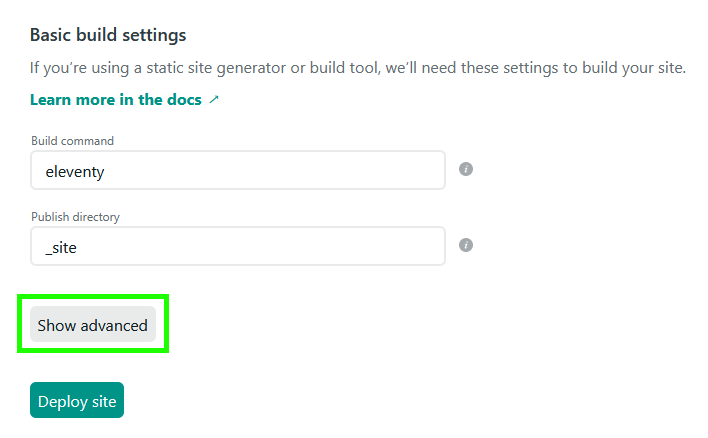 Basic build settings
If you’re using a static site generator or build tool, we’ll need these settings to build your site.
Learn more in the docs ↗
Build command
eleventy
Publish directory
_site
Show advanced
Deploy site